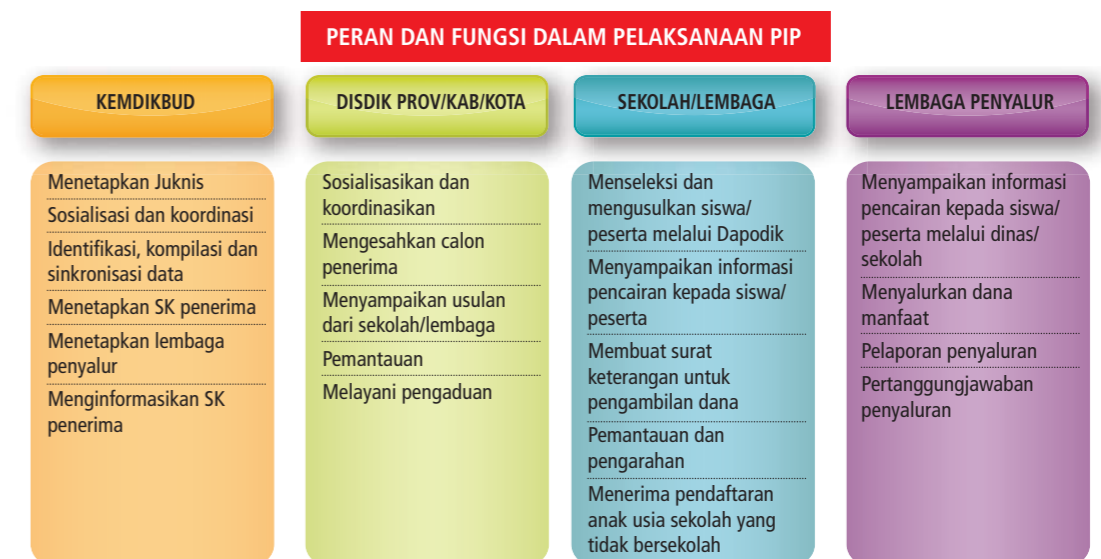 PERAN DAN FUNGSI DALAM PELAKSANAAN PIP
KEMDIKBUD
Menetapkan Juknis
Sosialisasi dan koordinasi
Identifikasi, kompilasi dan
sinkronisasi data
Menetapkan SK penerima
Menetapkan lembaga
penyalur
Menginformasikan SK
penerima
DISDIK PROV/KAB/KOTA
Sosialisasikan dan
koordinasikan
Mengesahkan calon
penerima
Menyampaikan usulan
dari sekolah/lembaga
Pemantauan
Melayani pengaduan
SEKOLAH/LEMBAGA
Menseleksi dan
mengusulkan siswa/
peserta melalui Dapodik
Menyampaikan informasi
pencairan kepada siswa/
peserta
Membuat surat
keterangan untuk
pengambilan dana
Pemantauan dan
pengarahan
Menerima pendaftaran
anak usia sekolah yang
tidak bersekolah
LEMBAGA PENYALUR
Menyampaikan informasi
pencairan kepada siswa/
peserta melalui dinas/
sekolah
Menyalurkan dana
manfaat
Pelaporan penyaluran
Pertanggungjawaban
penyaluran